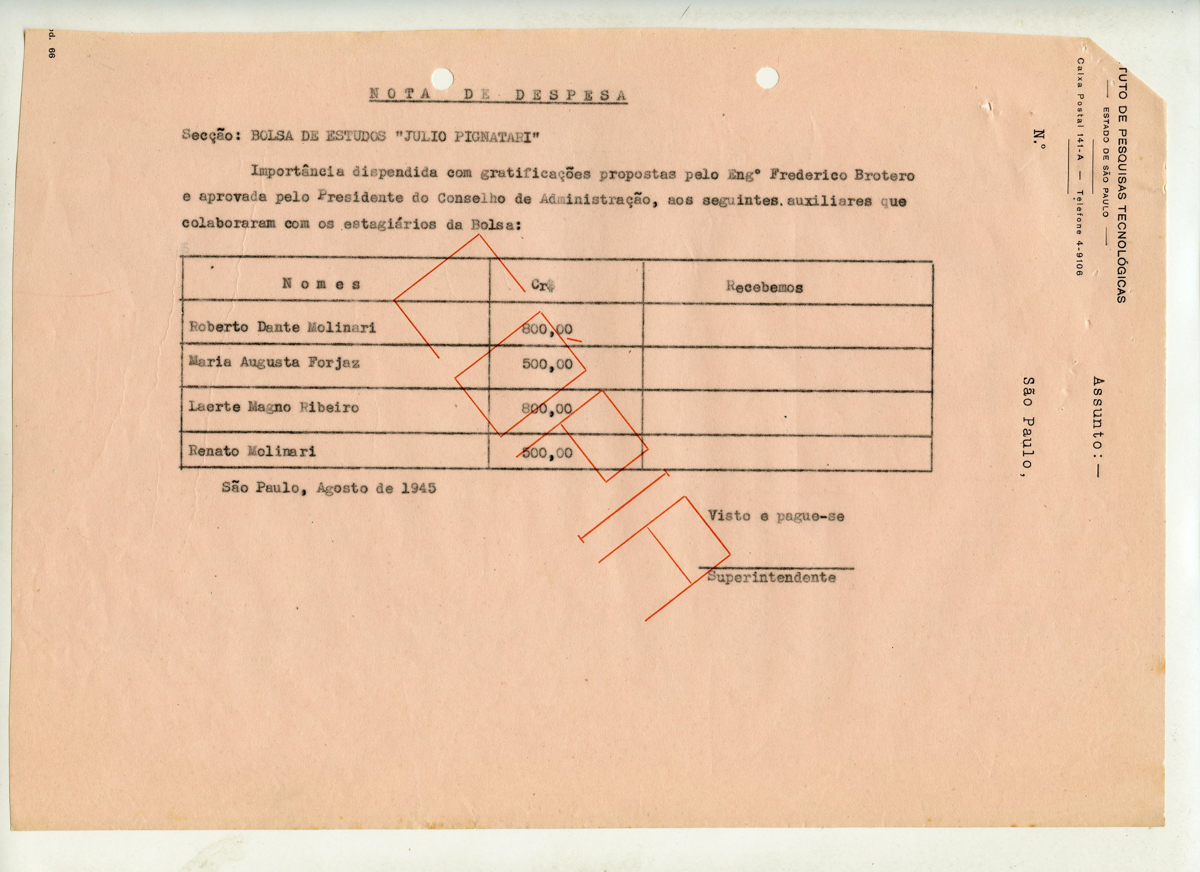 NOTA DE DESPESA
Secção: BOLSA DE ESTUDOS "JULIO PIGNATARI"
Importância dispendida com gratificações propostas pelo Engº Frederico Brotero
e aprovada pelo Presidente do Conselho de Administração, aos seguintes.auxiliares que
colaboraram com os estagiários da Bolsa:
Nomes Cr$ Recebemos
Roberto Dante Molinari 800,00
Maria Augusta Forjaz 500,00
Laerte Magno Ribeiro 800,00
Renato Molinari 500,00
São Paulo, Agosto de 1945
Visto e pague-se
Superintendente
CÓPIA
TUTO DE PESQUISAS TECNOLÓGICAS
ESTADO DE SÃO PAULO
Caixa Postal 141-A — Telefone 4-9106
N.º
Assunto:—
São Paulo,
od. 66